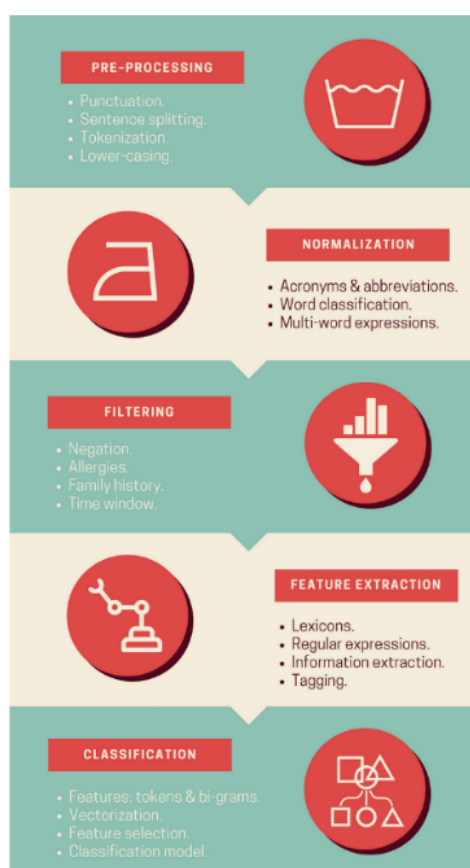 PRE-PROCESSING
• Punctuation.
• Sentence splitting.
• Tokenization.
• Lower-casing.
NORMALIZATION
• Acronyms & abbreviations.
• Word classification.
• Multi-word expressions.
FILTERING
• Negation.
• Allergies.
• Family history.
• Time window.
FEATURE EXTRACTION
• Lexicons.
• Regular expressions.
• Information extraction.
• Tagging.
CLASSIFICATION
• Features: tokens & bi-grams.
• Vectorization.
• Feature selection.
• Classification model.